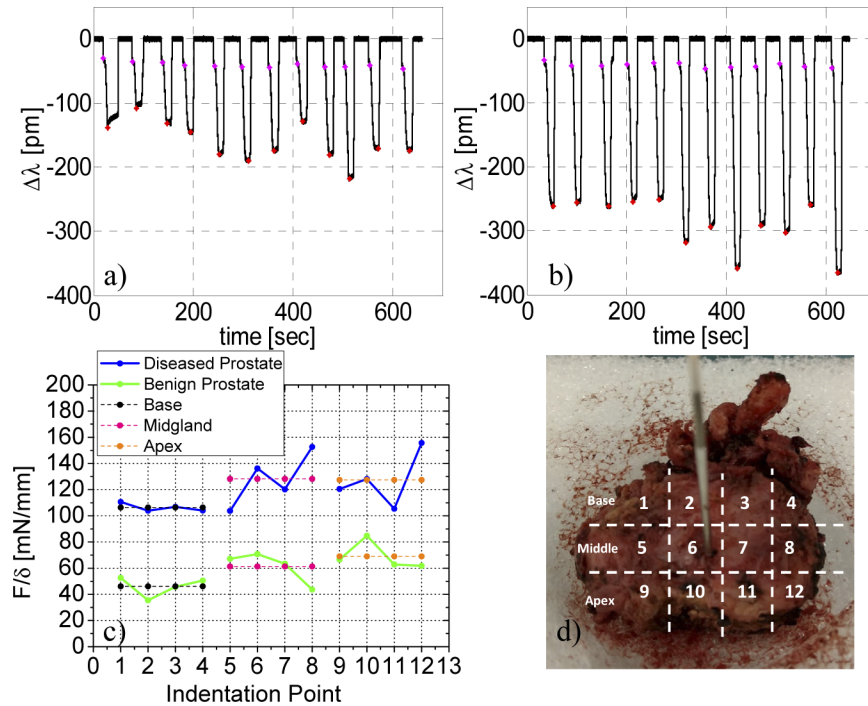 0
-100
-200
-300
-400
Δλ [pm]
a)
0 200 400 600
time [sec]
0
-100
-200
-300
-400
Δλ [pm]
b)
0 200 400 600
time [sec]
Diseased Prostate
Benign Prostate
Base
Midgland
Apex
200
180
160
140
120
100
80
60
40
20
0
F/δ [mN/mm]
c)
0 1 2 3 4 5 6 7 8 9 10 11 12 13
Indentation Point
Base 1 2 3 4
Middle 5 6 7 8
Apex 9 10 11 12
d)